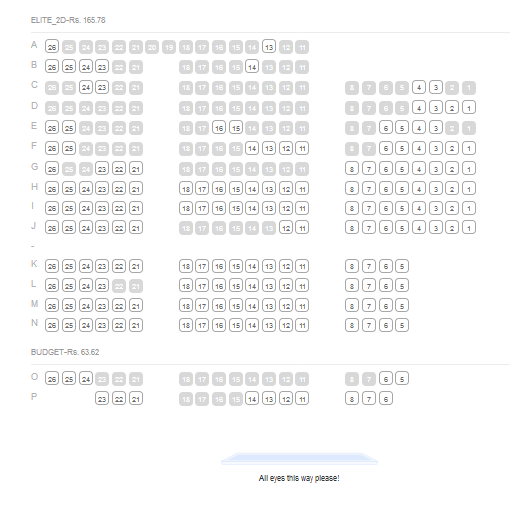 ELITE_2D-Rs. 165.78
A 26 25 24 23 22 21 20 19 18 17 16 15 14 13 12 11
B 26 25 24 23 22 21 18 17 16 15 14 13 12 11
C 26 25 24 23 22 21 18 17 16 15 14 13 12 11 8 7 6 5 4 3 2 1
D 26 25 24 23 22 21 18 17 16 15 14 13 12 11 8 7 6 5 4 3 2 1
E 26 25 24 23 22 21 18 17 16 15 14 13 12 11 8 7 6 5 4 3 2 1
F 26 25 24 23 22 21 18 17 16 15 14 13 12 11 8 7 6 5 4 3 2 1
G 26 25 24 23 22 21 18 17 16 15 14 13 12 11 8 7 6 5 4 3 2 1
H 26 25 24 23 22 21 18 17 16 15 14 13 12 11 8 7 6 5 4 3 2 1
I 26 25 24 23 22 21 18 17 16 15 14 13 12 11 8 7 6 5 4 3 2 1
J 26 25 24 23 22 21 18 17 16 15 14 13 12 11 8 7 6 5 4 3 2 1
-
K 26 25 24 23 22 21 18 17 16 15 14 13 12 11 8 7 6 5
L 26 25 24 23 22 21 18 17 16 15 14 13 12 11 8 7 6 5
M 26 25 24 23 22 21 18 17 16 15 14 13 12 11 8 7 6 5
N 26 25 24 23 22 21 18 17 16 15 14 13 12 11 8 7 6 5
BUDGET-Rs. 63.62
O 26 25 24 23 22 21 18 17 16 15 14 13 12 11 8 7 6 5
P 23 22 21 18 17 16 15 14 13 12 11 8 7 6
All eyes this way please!